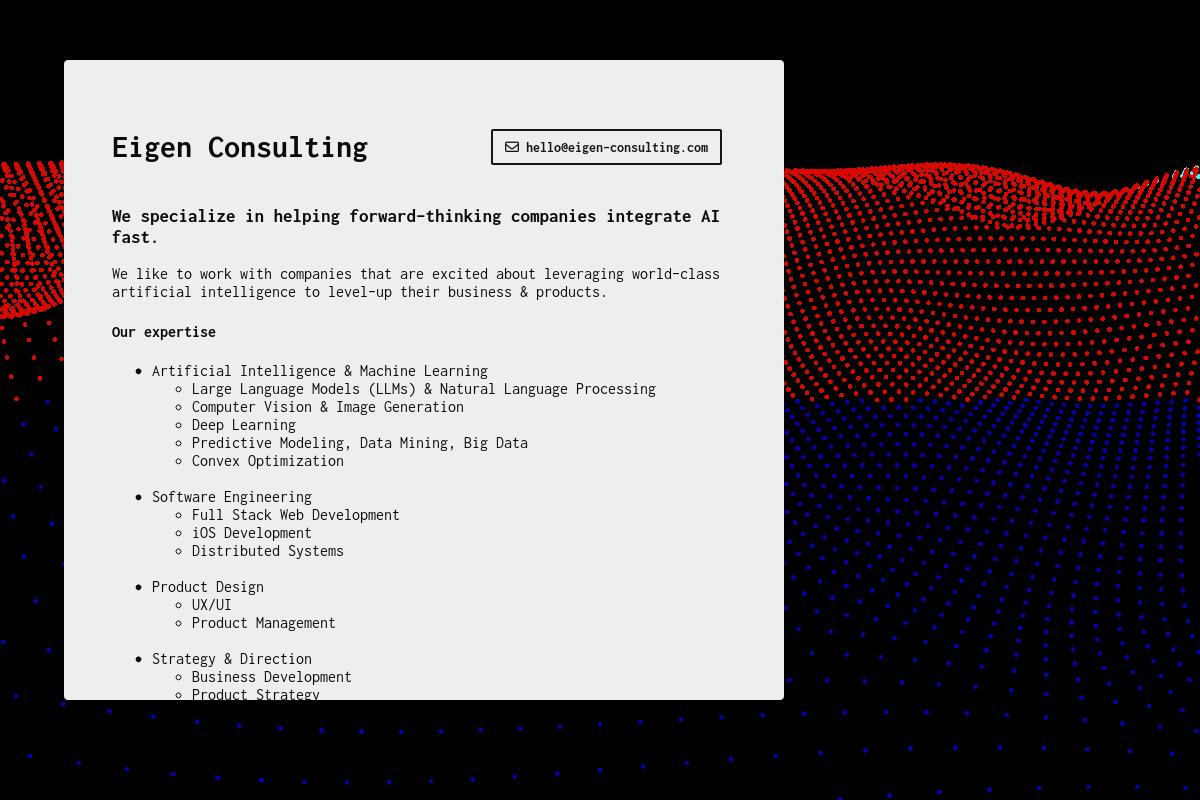 Eigen Consulting
hello@eigen-consulting.com
We specialize in helping forward-thinking companies integrate AI
fast.
We like to work with companies that are excited about leveraging world-class
artificial intelligence to level-up their business & products.
Our expertise
Artificial Intelligence & Machine Learning
Large Language Models (LLMs) & Natural Language Processing
Computer Vision & Image Generation
Deep Learning
Predictive Modeling, Data Mining, Big Data
Convex Optimization
Software Engineering
Full Stack Web Development
iOS Development
Distributed Systems
Product Design
UX/UI
Product Management
Strategy & Direction
Business Development
Product Strategy